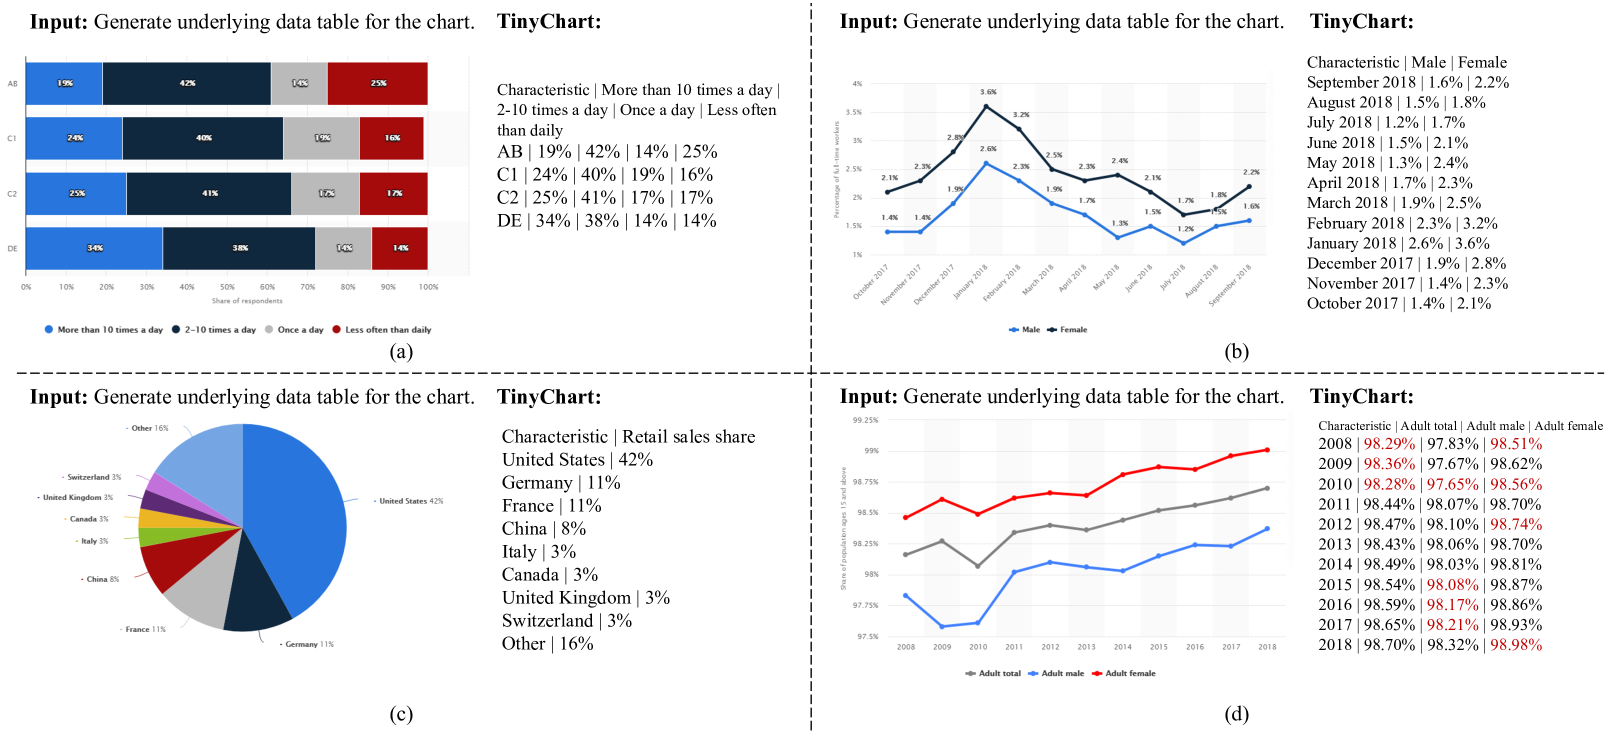 Input: Generate underlying data table for the chart.
TinyChart:
AB
19%
42%
14%
25%
C1
24%
40%
19%
16%
C2
25%
41%
17%
17%
DE
34%
38%
14%
14%
0%
10%
20%
30%
40%
50%
60%
70%
80%
90%
100%
Share of respondents
More than 10 times a day
2-10 times a day
Once a day
Less often than daily
Characteristic | More than 10 times a day |
2-10 times a day | Once a day | Less often
than daily
AB | 19% | 42% | 14% | 25%
C1 | 24% | 40% | 19% | 16%
C2 | 25% | 41% | 17% | 17%
DE | 34% | 38% | 14% | 14%
(a)
Input: Generate underlying data table for the chart.
TinyChart:
Percentage of full-time workers
4%
3.5%
3%
2.5%
2%
1.5%
1%
2.1%
2.3%
2.8%
3.6%
3.2%
2.5%
2.3%
2.4%
2.1%
1.7%
1.8%
2.2%
1.4%
1.4%
1.9%
2.6%
2.3%
1.9%
1.7%
1.3%
1.5%
1.2%
1.5%
1.6%
October 2017
November 2017
December 2017
January 2018
February 2018
March 2018
April 2018
May 2018
June 2018
July 2018
August 2018
September 2018
Male
Female
Characteristic | Male | Female
September 2018 | 1.6% | 2.2%
August 2018 | 1.5% | 1.8%
July 2018 | 1.2% | 1.7%
June 2018 | 1.5% | 2.1%
May 2018 | 1.3% | 2.4%
April 2018 | 1.7% | 2.3%
March 2018 | 1.9% | 2.5%
February 2018 | 2.3% | 3.2%
January 2018 | 2.6% | 3.6%
December 2017 | 1.9% | 2.8%
November 2017 | 1.4% | 2.3%
October 2017 | 1.4% | 2.1%
(b)
Input: Generate underlying data table for the chart.
TinyChart:
Other 16%
Switzerland 3%
United Kingdom 3%
Canada 3%
Italy 3%
China 8%
France 11%
Germany 11%
United States 42%
Characteristic | Retail sales share
United States | 42%
Germany | 11%
France | 11%
China | 8%
Italy | 3%
Canada | 3%
United Kingdom | 3%
Switzerland | 3%
Other | 16%
(c)
Input: Generate underlying data table for the chart.
TinyChart:
Share of population ages 15 and above
99.25%
99%
98.75%
98.5%
98.25%
98%
97.75%
97.5%
2008
2009
2010
2011
2012
2013
2014
2015
2016
2017
2018
Adult total
Adult male
Adult female
Characteristic | Adult total | Adult male | Adult female
2008 | 98.29% | 97.83% | 98.51%
2009 | 98.36% | 97.67% | 98.62%
2010 | 98.28% | 97.65% | 98.56%
2011 | 98.44% | 98.07% | 98.70%
2012 | 98.47% | 98.10% | 98.74%
2013 | 98.43% | 98.06% | 98.70%
2014 | 98.49% | 98.03% | 98.81%
2015 | 98.54% | 98.08% | 98.87%
2016 | 98.59% | 98.17% | 98.86%
2017 | 98.65% | 98.21% | 98.93%
2018 | 98.70% | 98.32% | 98.98%
(d)